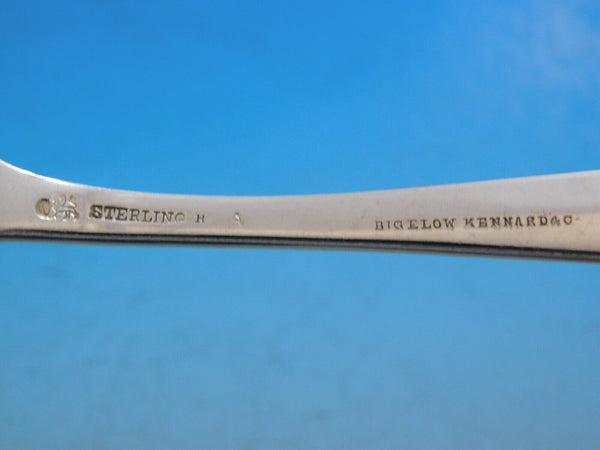 STERLING H A BIGELOW KENNARD&CO